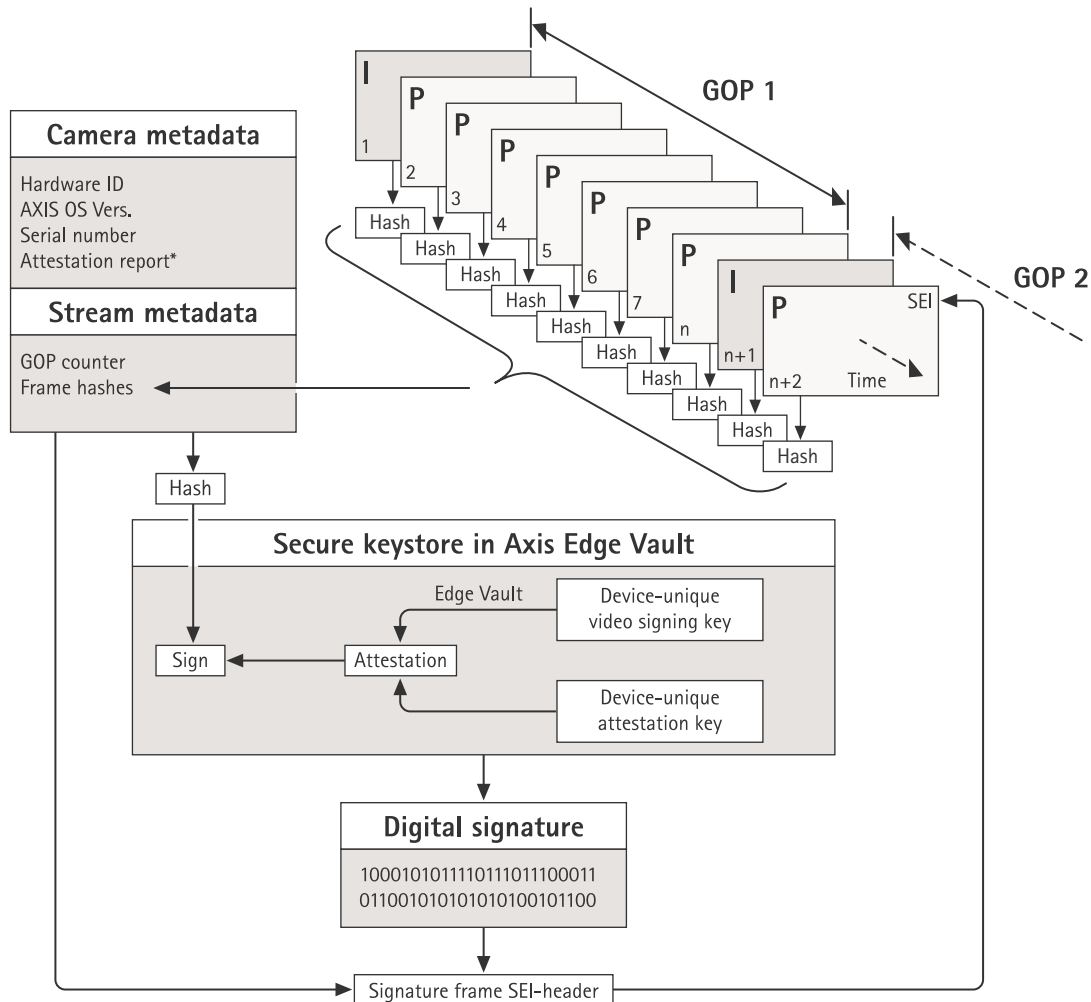 I
1
P
2
P
3
P
4
P
5
P
6
P
7
P
n
I
n+1
P
SEI
n+2
Time
GOP 1
GOP 2
Hash
Hash
Hash
Hash
Hash
Hash
Hash
Hash
Hash
Hash
Camera metadata
Hardware ID
AXIS OS Vers.
Serial number
Attestation report*
Stream metadata
GOP counter
Frame hashes
Hash
Secure keystore in Axis Edge Vault
Edge Vault
Device-unique
video signing key
Sign
Attestation
Device-unique
attestation key
Digital signature
1000101011110111011100011
0110010101010101010010110​0
Signature frame SEI-header